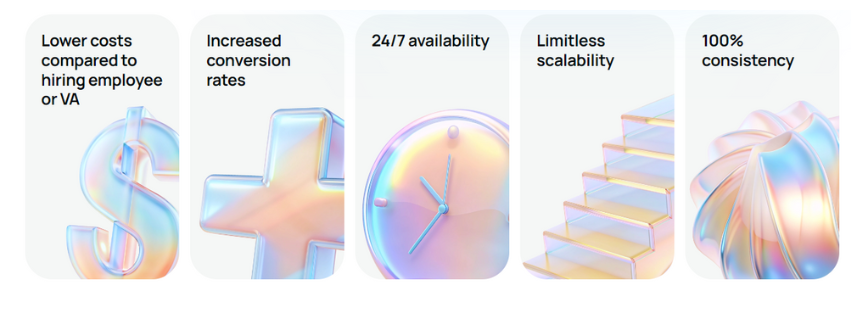 Lower costs
compared to
hiring employee
or VA
Increased
conversion
rates
24/7 availability
Limitless
scalability
100%
consistency